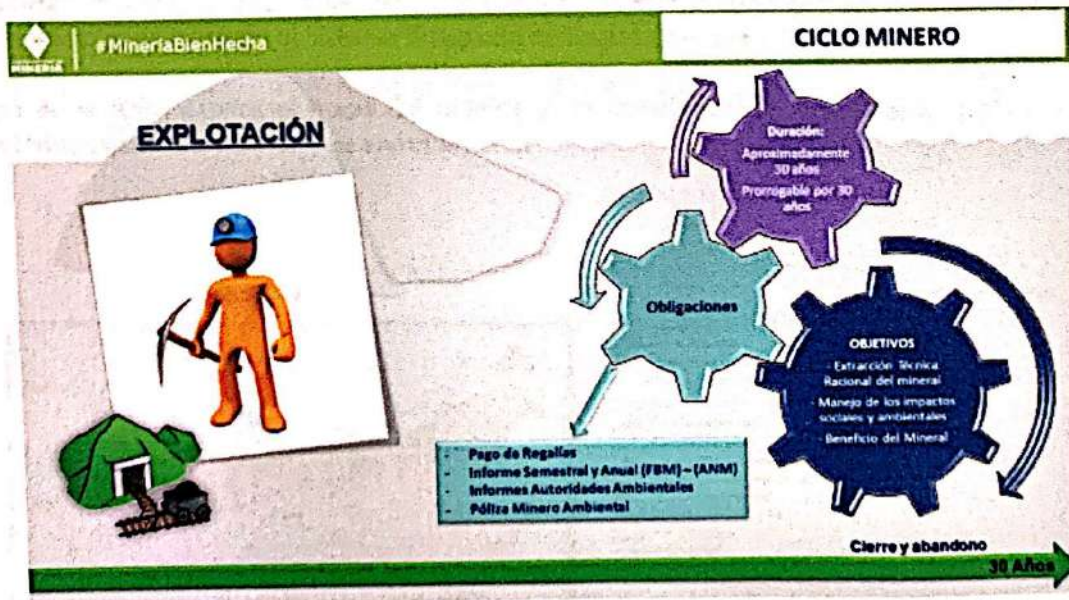 MINERÍA
#MineríaBienHecha
CICLO MINERO
EXPLOTACIÓN
Duración:
Aproximadamente
30 años
Prorrogable por 30
años
Obligaciones
OBJETIVOS
- Extracción Técnica
Racional del mineral
- Manejo de los impactos
sociales y ambientales
- Beneficio del Mineral
- Pago de Regalías
- Informe Semestral y Anual (FBM) – (ANM)
- Informes Autoridades Ambientales
- Póliza Minero Ambiental
Cierre y abandono
30 Años